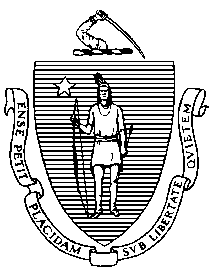 ENSE PETIT
PLACIDAM
SVB LIBERTATE
QVIETEM